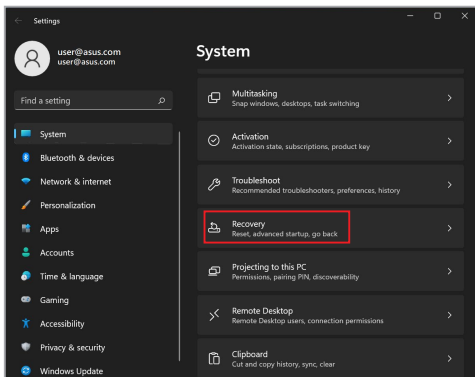 Settings
user@asus.com
user@asus.com
Find a setting
System
Bluetooth & devices
Network & internet
Personalization
Apps
Accounts
Time & language
Gaming
Accessibility
Privacy & security
Windows Update
System
Multitasking
Snap windows, desktops, task switching
Activation
Activation state, subscriptions, product key
Troubleshoot
Recommended troubleshooters, preferences, history
Recovery
Reset, advanced startup, go back
Projecting to this PC
Permissions, pairing PIN, discoverability
Remote Desktop
Remote Desktop users, connection permissions
Clipboard
Cut and copy history, sync, clear